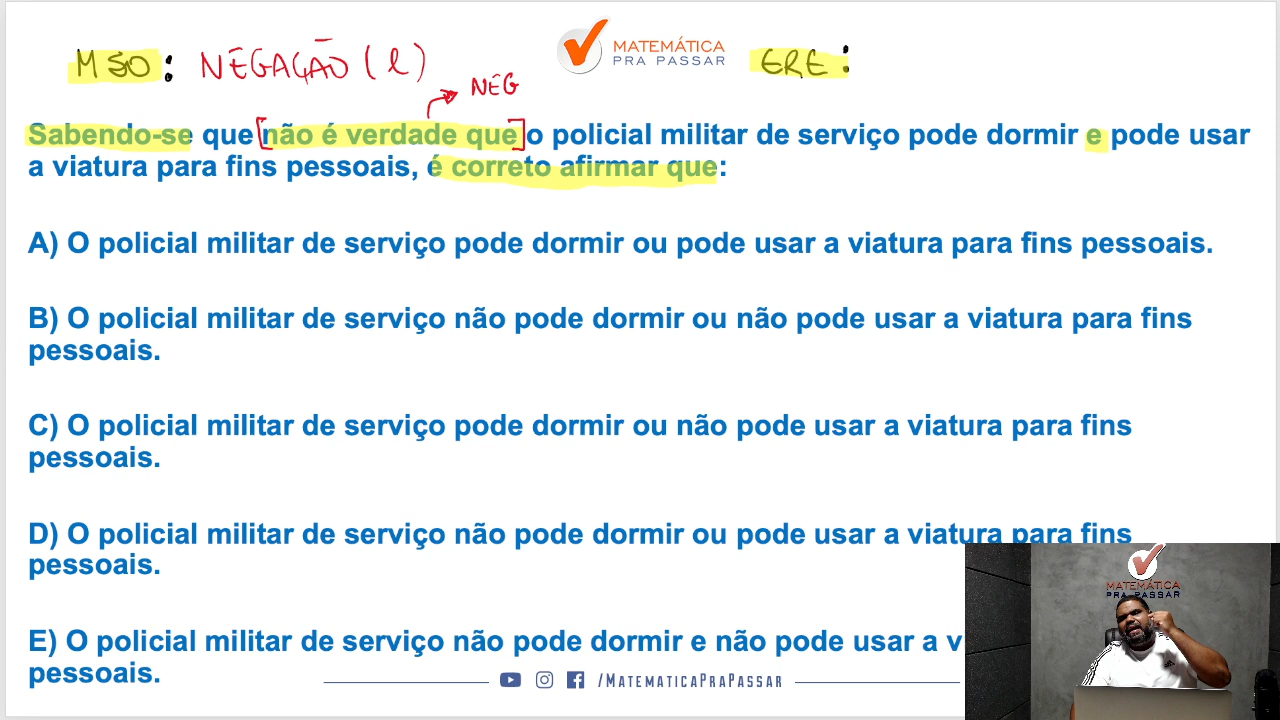 MSO: NEGAÇÃO (
MATEMÁTICA
PRA PASSAR
ERE:
NEG
Sabendo-se que [não é verdade que] o policial militar de serviço pode dormir e pode usar
a viatura para fins pessoais, é correto afirmar que:
A) O policial militar de serviço pode dormir ou pode usar a viatura para fins pessoais.
B) O policial militar de serviço não pode dormir ou não pode usar a viatura para fins
pessoais.
C) O policial militar de serviço pode dormir ou não pode usar a viatura para fins
pessoais.
D) O policial militar de serviço não pode dormir ou pode usar a viatura para fins
pessoais.
E) O policial militar de serviço não pode dormir e não pode usar a v
pessoais.
/MATEMATICAPRAPASSAR
MATEMÁTICA
PRA PASSAR